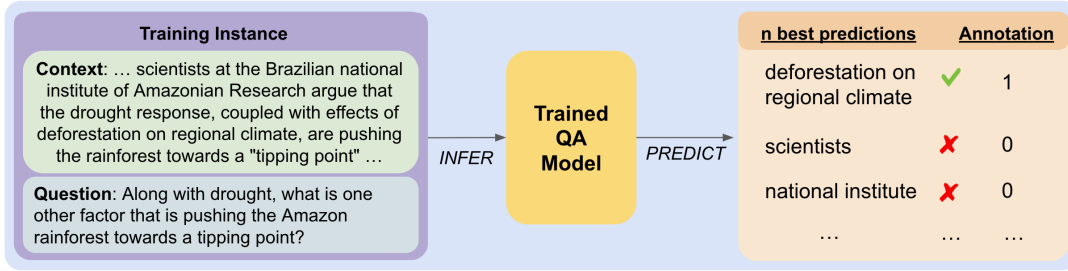 Training Instance
Context: … scientists at the Brazilian national
institute of Amazonian Research argue that
the drought response, coupled with effects of
deforestation on regional climate, are pushing
the rainforest towards a "tipping point" …
Question: Along with drought, what is one
other factor that is pushing the Amazon
rainforest towards a tipping point?
INFER
Trained
QA
Model
PREDICT
n best predictions Annotation
deforestation on
regional climate ✓ 1
scientists ✘ 0
national institute ✘ 0
… … …